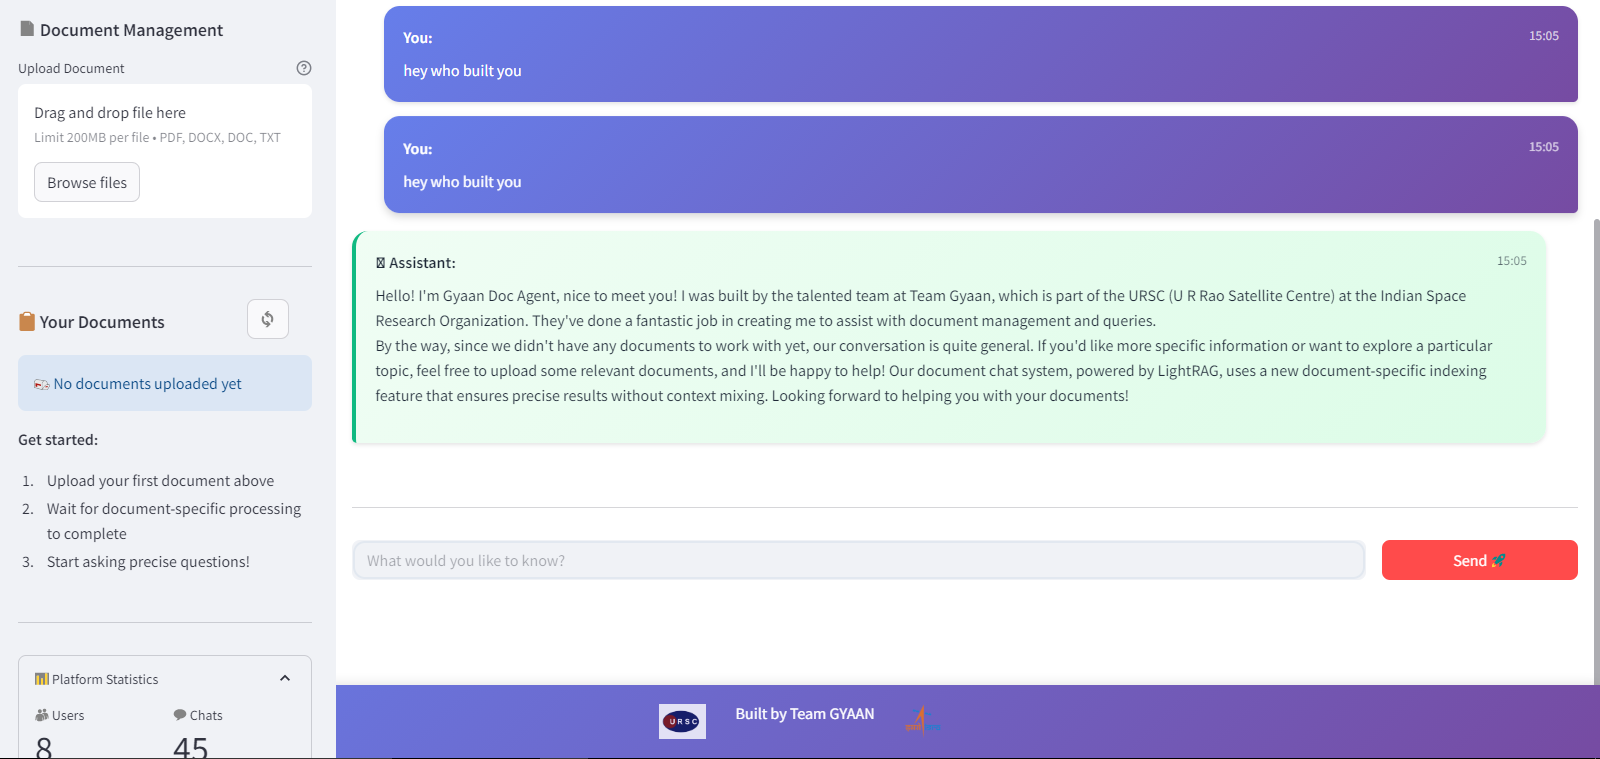 Document Management
Upload Document
Drag and drop file here
Limit 200MB per file • PDF, DOCX, DOC, TXT
Browse files
Your Documents
No documents uploaded yet
Get started:
1. Upload your first document above
2. Wait for document-specific processing
to complete
3. Start asking precise questions!
Platform Statistics
Users
Chats
8
45
You:
15:05
hey who built you
You:
15:05
hey who built you
Assistant:
15:05
Hello! I'm Gyaan Doc Agent, nice to meet you! I was built by the talented team at Team Gyaan, which is part of the URSC (U R Rao Satellite Centre) at the Indian Space
Research Organization. They've done a fantastic job in creating me to assist with document management and queries.
By the way, since we didn't have any documents to work with yet, our conversation is quite general. If you'd like more specific information or want to explore a particular
topic, feel free to upload some relevant documents, and I'll be happy to help! Our document chat system, powered by LightRAG, uses a new document-specific indexing
feature that ensures precise results without context mixing. Looking forward to helping you with your documents!
What would you like to know?
Send
URSC
Built by Team GYAAN